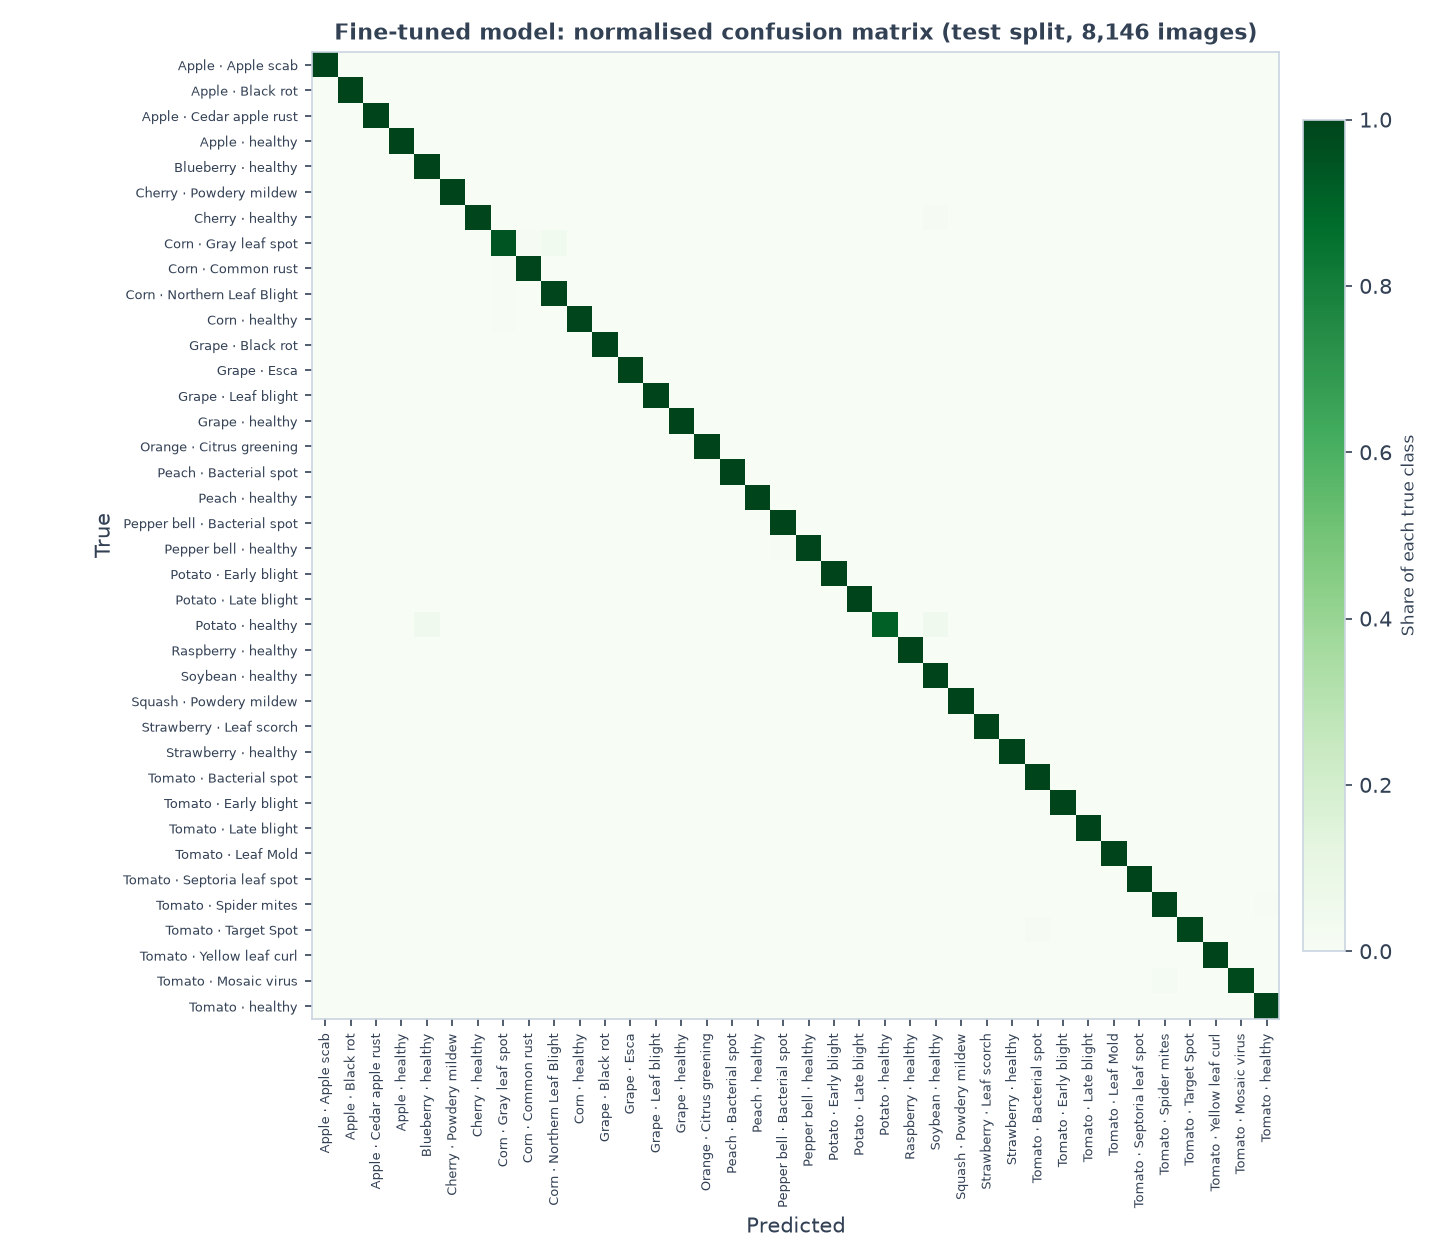 Fine-tuned model: normalised confusion matrix (test split, 8,146 images)
True
Apple · Apple scab
Apple · Black rot
Apple · Cedar apple rust
Apple · healthy
Blueberry · healthy
Cherry · Powdery mildew
Cherry · healthy
Corn · Gray leaf spot
Corn · Common rust
Corn · Northern Leaf Blight
Corn · healthy
Grape · Black rot
Grape · Esca
Grape · Leaf blight
Grape · healthy
Orange · Citrus greening
Peach · Bacterial spot
Peach · healthy
Pepper bell · Bacterial spot
Pepper bell · healthy
Potato · Early blight
Potato · Late blight
Potato · healthy
Raspberry · healthy
Soybean · healthy
Squash · Powdery mildew
Strawberry · Leaf scorch
Strawberry · healthy
Tomato · Bacterial spot
Tomato · Early blight
Tomato · Late blight
Tomato · Leaf Mold
Tomato · Septoria leaf spot
Tomato · Spider mites
Tomato · Target Spot
Tomato · Yellow leaf curl
Tomato · Mosaic virus
Tomato · healthy
Apple · Apple scab
Apple · Black rot
Apple · Cedar apple rust
Apple · healthy
Blueberry · healthy
Cherry · Powdery mildew
Cherry · healthy
Corn · Gray leaf spot
Corn · Common rust
Corn · Northern Leaf Blight
Corn · healthy
Grape · Black rot
Grape · Esca
Grape · Leaf blight
Grape · healthy
Orange · Citrus greening
Peach · Bacterial spot
Peach · healthy
Pepper bell · Bacterial spot
Pepper bell · healthy
Potato · Early blight
Potato · Late blight
Potato · healthy
Raspberry · healthy
Soybean · healthy
Squash · Powdery mildew
Strawberry · Leaf scorch
Strawberry · healthy
Tomato · Bacterial spot
Tomato · Early blight
Tomato · Late blight
Tomato · Leaf Mold
Tomato · Septoria leaf spot
Tomato · Spider mites
Tomato · Target Spot
Tomato · Yellow leaf curl
Tomato · Mosaic virus
Tomato · healthy
Predicted
1.0
0.8
0.6
0.4
0.2
0.0
Share of each true class